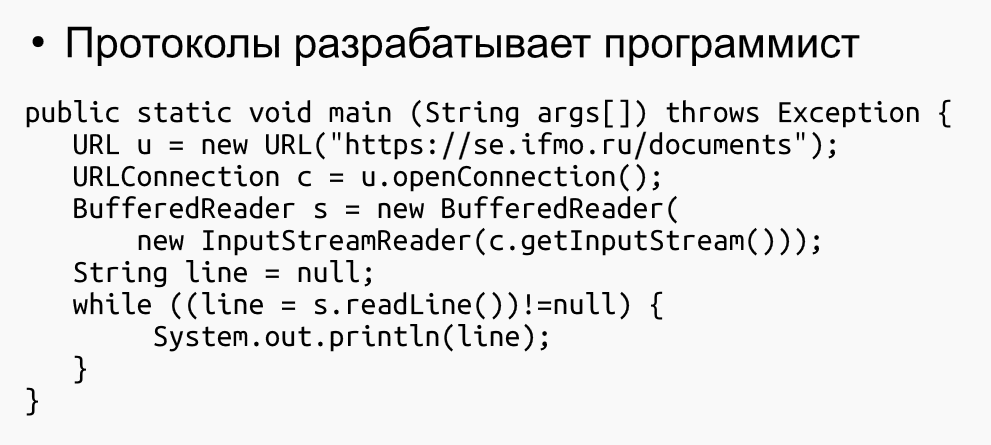 • Протоколы разрабатывает программист
public static void main (String args[]) throws Exception {
   URL u = new URL("https://se.ifmo.ru/documents");
   URLConnection c = u.openConnection();
   BufferedReader s = new BufferedReader(
       new InputStreamReader(c.getInputStream()));
   String line = null;
   while ((line = s.readLine())!=null) {
        System.out.println(line);
   }
}